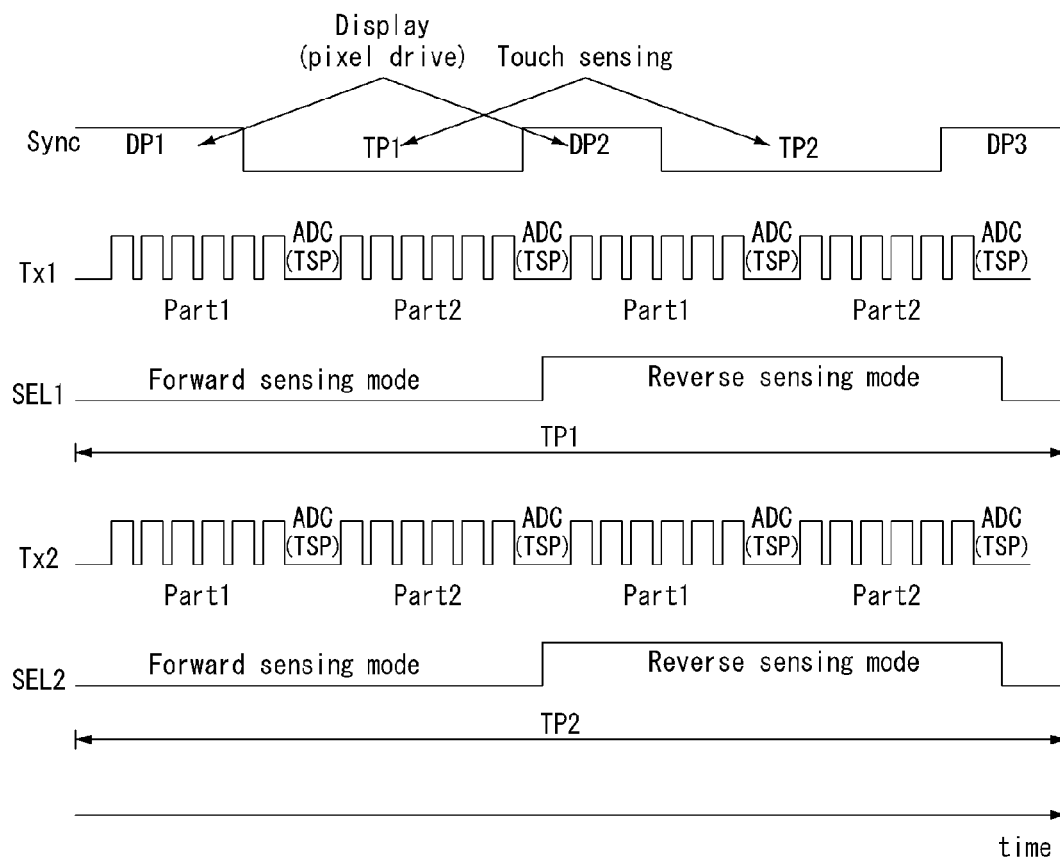 Display
(pixel drive) Touch sensing
Sync DP1 TP1 DP2 TP2 DP3
ADC ADC ADC ADC
(TSP) (TSP) (TSP) (TSP)
Tx1
Part1 Part2 Part1 Part2
Forward sensing mode Reverse sensing mode
SEL1
TP1
ADC ADC ADC ADC
(TSP) (TSP) (TSP) (TSP)
Tx2
Part1 Part2 Part1 Part2
Forward sensing mode Reverse sensing mode
SEL2
TP2
time